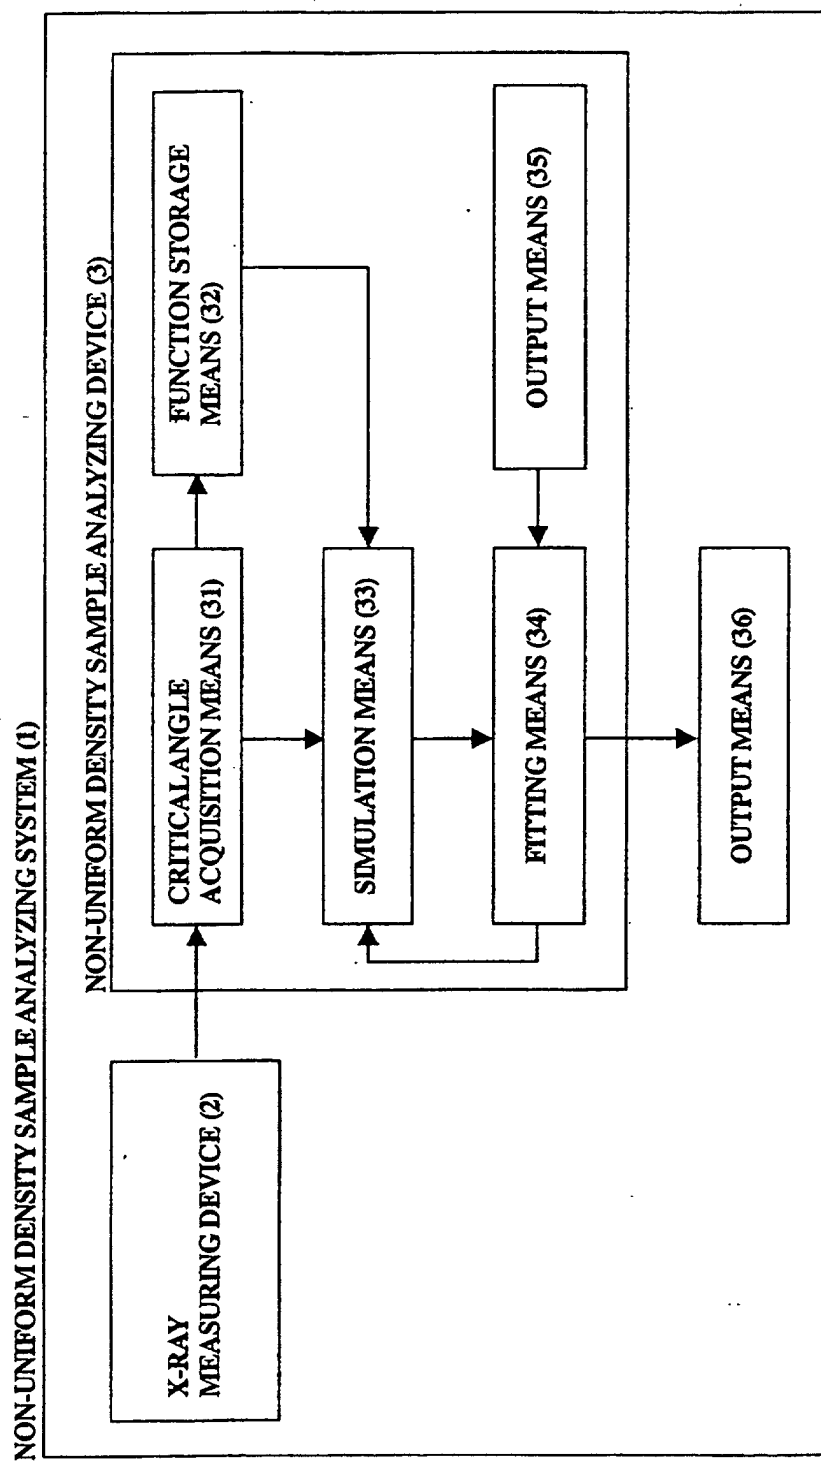 NON-UNIFORM DENSITY SAMPLE ANALYZING SYSTEM (1)
NON-UNIFORM DENSITY SAMPLE ANALYZING DEVICE (3)
X-RAY
MEASURING DEVICE (2)
CRITICAL ANGLE
ACQUISITION MEANS (31)
FUNCTION STORAGE
MEANS (32)
SIMULATION MEANS (33)
FITTING MEANS (34)
OUTPUT MEANS (35)
OUTPUT MEANS (36)